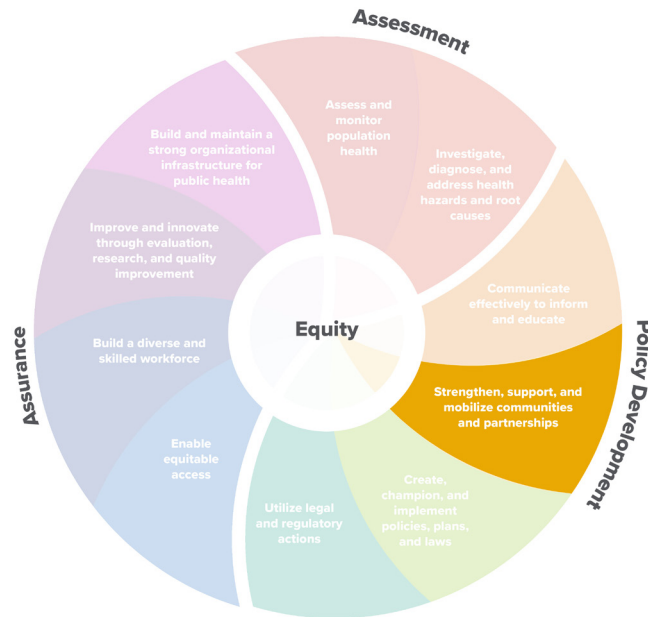 Assessment
Assess and
monitor
population
health
Investigate,
diagnose, and
address health
hazards and root
causes
Policy Development
Communicate
effectively to inform
and educate
Strengthen, support, and
mobilize communities
and partnerships
Create,
champion, and
implement
policies, plans,
and laws
Utilize legal
and regulatory
actions
Assurance
Enable
equitable
access
Build a diverse and
skilled workforce
Improve and innovate
through evaluation,
research, and quality
improvement
Build and maintain a
strong organizational
infrastructure for
public health
Equity